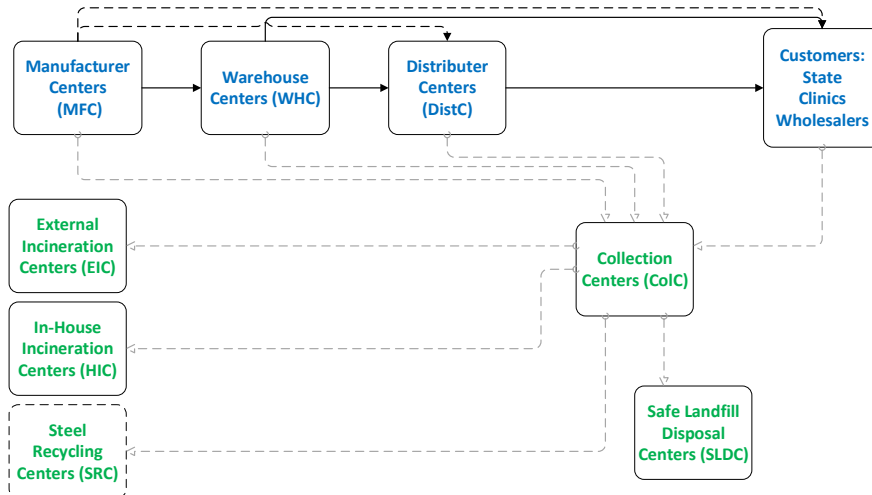 Manufacturer
Centers
(MFC)
Warehouse
Centers (WHC)
Distributer
Centers
(DistC)
Customers:
State
Clinics
Wholesalers
External
Incineration
Centers (EIC)
Collection
Centers (ColC)
In-House
Incineration
Centers (HIC)
Steel
Recycling
Centers (SRC)
Safe Landfill
Disposal
Centers (SLDC)